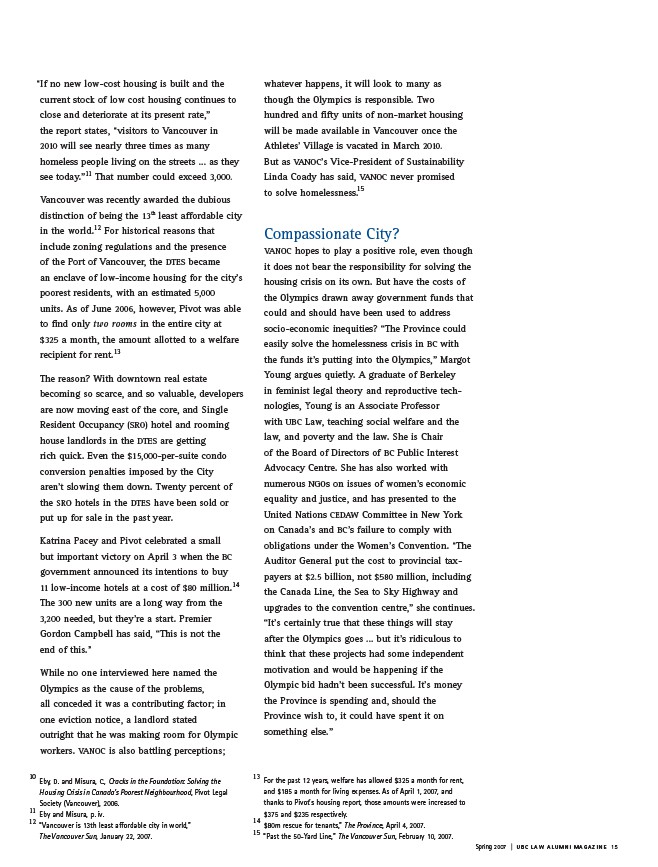 “If no new low-cost housing is built and the
current stock of low cost housing continues to
close and deteriorate at its present rate,”
the report states, “visitors to Vancouver in
2010 will see nearly three times as many
homeless people living on the streets ... as they
see today.”11 That number could exceed 3,000.
Vancouver was recently awarded the dubious
distinction of being the 13th least affordable city
in the world.12 For historical reasons that
include zoning regulations and the presence
of the Port of Vancouver, the DTES became
an enclave of low-income housing for the city’s
poorest residents, with an estimated 5,000
units. As of June 2006, however, Pivot was able
to find only two rooms in the entire city at
$325 a month, the amount allotted to a welfare
recipient for rent.13
The reason? With downtown real estate
becoming so scarce, and so valuable, developers
are now moving east of the core, and Single
Resident Occupancy (SRO) hotel and rooming
house landlords in the DTES are getting
rich quick. Even the $15,000-per-suite condo
conversion penalties imposed by the City
aren’t slowing them down. Twenty percent of
the SRO hotels in the DTES have been sold or
put up for sale in the past year.
Katrina Pacey and Pivot celebrated a small
but important victory on April 3 when the BC
government announced its intentions to buy
11 low-income hotels at a cost of $80 million.14
The 300 new units are a long way from the
3,200 needed, but they’re a start. Premier
Gordon Campbell has said, “This is not the
end of this.”
While no one interviewed here named the
Olympics as the cause of the problems,
all conceded it was a contributing factor; in
one eviction notice, a landlord stated
outright that he was making room for Olympic
workers. VANOC is also battling perceptions;
whatever happens, it will look to many as
though the Olympics is responsible. Two
hundred and fifty units of non-market housing
will be made available in Vancouver once the
Athletes’ Village is vacated in March 2010.
But as VANOC’s Vice-President of Sustainability
Linda Coady has said, VANOC never promised
to solve homelessness.15
Compassionate City?
VANOC hopes to play a positive role, even though
it does not bear the responsibility for solving the
housing crisis on its own. But have the costs of
the Olympics drawn away government funds that
could and should have been used to address
socio-economic inequities? “The Province could
easily solve the homelessness crisis in BC with
the funds it’s putting into the Olympics,” Margot
Young argues quietly. A graduate of Berkeley
in feminist legal theory and reproductive tech-
nologies, Young is an Associate Professor
with UBC Law, teaching social welfare and the
law, and poverty and the law. She is Chair
of the Board of Directors of BC Public Interest
Advocacy Centre. She has also worked with
numerous NGOs on issues of women’s economic
equality and justice, and has presented to the
United Nations CEDAW Committee in New York
on Canada’s and BC’s failure to comply with
obligations under the Women’s Convention. “The
Auditor General put the cost to provincial tax-
payers at $2.5 billion, not $580 million, including
the Canada Line, the Sea to Sky Highway and
upgrades to the convention centre,” she continues.
“It’s certainly true that these things will stay
after the Olympics goes ... but it’s ridiculous to
think that these projects had some independent
motivation and would be happening if the
Olympic bid hadn’t been successful. It’s money
the Province is spending and, should the
Province wish to, it could have spent it on
something else.”
10 Eby, D. and Misura, C, Cracks in the Foundation: Solving the
Housing Crisis in Canada’s Poorest Neighbourhood, Pivot Legal
Society (Vancouver), 2006.
11 Eby and Misura, p. iv.
12 “Vancouver is 13th least affordable city in world,”
The Vancouver Sun, January 22, 2007.
13 For the past 12 years, welfare has allowed $325 a month for rent,
and $185 a month for living expenses. As of April 1, 2007, and
thanks to Pivot’s housing report, those amounts were increased to
$375 and $235 respectively.
14 “$80m rescue for tenants,” The Province, April 4, 2007.
15 “Past the 50-Yard Line,” The Vancouver Sun, February 10, 2007.
Spring 2007 | UBC LAW ALUMNI MAGAZINE 15